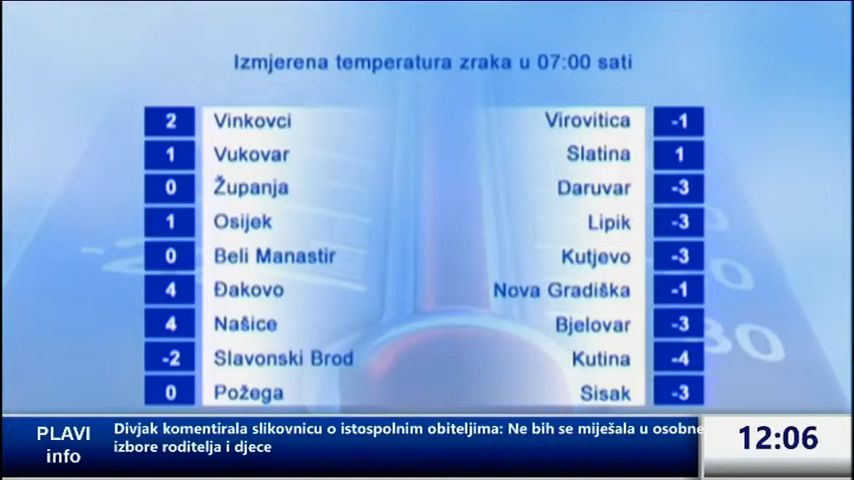 Izmjerena temperatura zraka u 07:00 sati
2 Vinkovci Virovitica -1
1 Vukovar Slatina 1
0 Županja Daruvar -3
1 Osijek Lipik -3
0 Beli Manastir Kutjevo -3
4 Đakovo Nova Gradiška -1
4 Našice Bjelovar -3
-2 Slavonski Brod Kutina -4
0 Požega Sisak -3
PLAVI info
Divjak komentirala slikovnicu o istospolnim obiteljima: Ne bih se miješala u osobne
izbore roditelja i djece
12:06